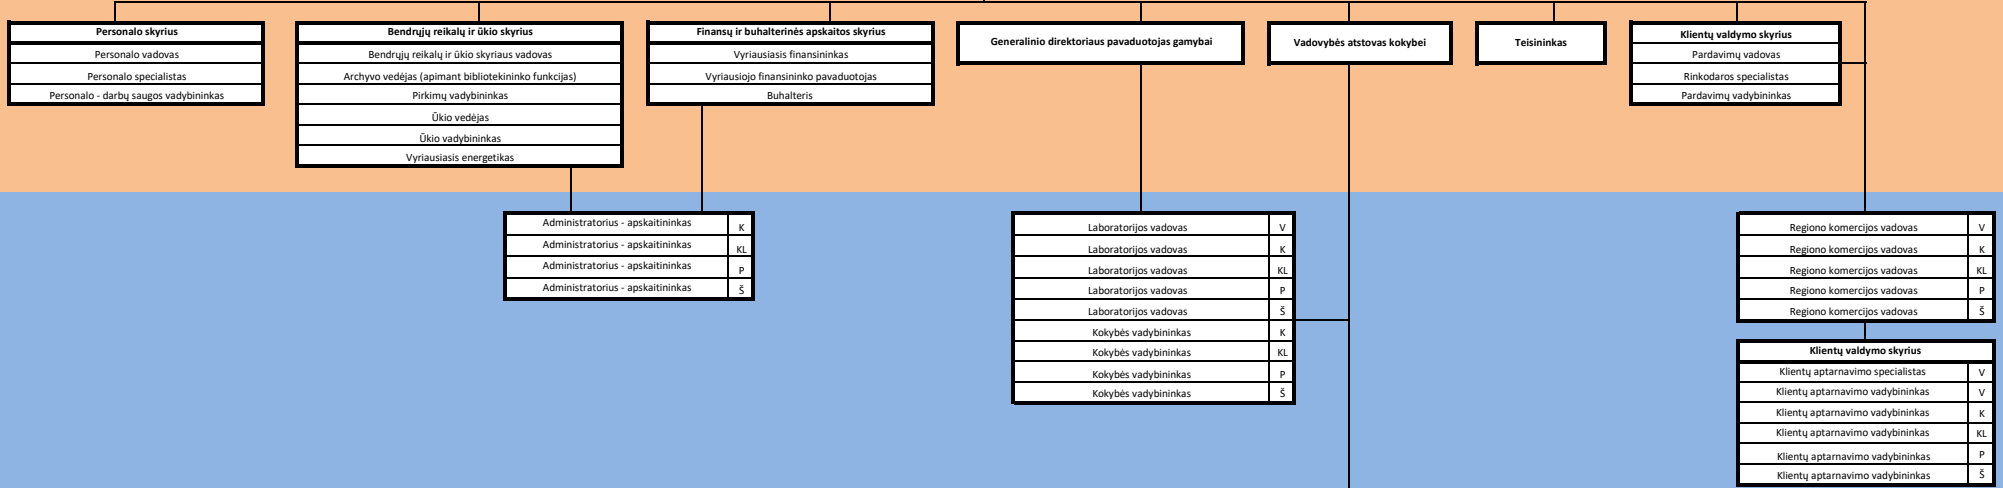 Personalo skyrius
Personalo vadovas
Personalo specialistas
Personalo - darbų saugos vadybininkas
Bendrųjų reikalų ir ūkio skyrius
Bendrųjų reikalų ir ūkio skyriaus vadovas
Archyvo vedėjas (apimant bibliotekininko funkcijas)
Pirkimų vadybininkas
Ūkio vedėjas
Ūkio vadybininkas
Vyriausiasis energetikas
Finansų ir buhalterinės apskaitos skyrius
Vyriausiasis finansininkas
Vyriausiojo finansininko pavaduotojas
Buhalteris
Generalinio direktoriaus pavaduotojas gamybai
Vadovybės atstovas kokybei
Teisininkas
Klientų valdymo skyrius
Pardavimų vadovas
Rinkodaros specialistas
Pardavimų vadybininkas
Administratorius - apskaitininkas K
Administratorius - apskaitininkas KL
Administratorius - apskaitininkas P
Administratorius - apskaitininkas Š
Laboratorijos vadovas V
Laboratorijos vadovas K
Laboratorijos vadovas KL
Laboratorijos vadovas P
Laboratorijos vadovas Š
Kokybės vadybininkas K
Kokybės vadybininkas KL
Kokybės vadybininkas P
Kokybės vadybininkas Š
Regiono komercijos vadovas V
Regiono komercijos vadovas K
Regiono komercijos vadovas KL
Regiono komercijos vadovas P
Regiono komercijos vadovas Š
Klientų valdymo skyrius
Klientų aptarnavimo specialistas V
Klientų aptarnavimo vadybininkas V
Klientų aptarnavimo vadybininkas K
Klientų aptarnavimo vadybininkas KL
Klientų aptarnavimo vadybininkas P
Klientų aptarnavimo vadybininkas Š